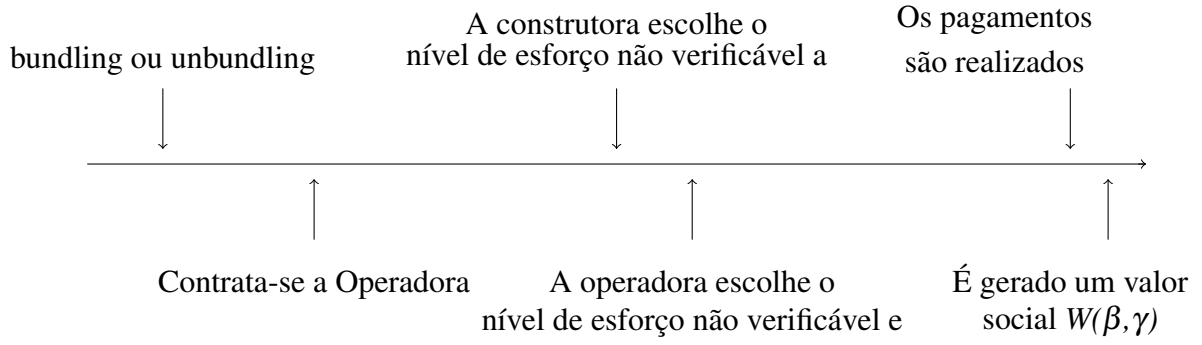 bundling ou unbundling
A construtora escolhe o
nível de esforço não verificável a
Os pagamentos
são realizados
Contrata-se a Operadora
A operadora escolhe o
nível de esforço não verificável e
É gerado um valor
social W(β,γ)